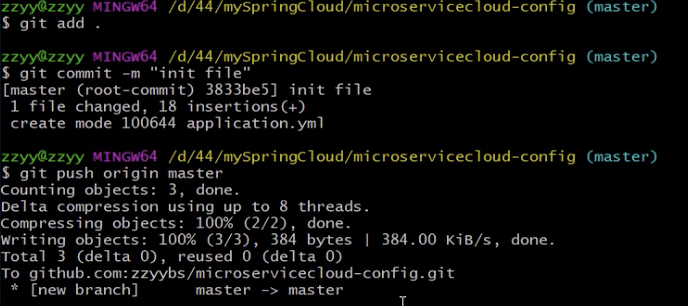 zzyy@zzyy MINGW64 /d/44/mySpringCloud/microservicecloud-config (master)
$ git add .
zzyy@zzyy MINGW64 /d/44/mySpringCloud/microservicecloud-config (master)
$ git commit -m "init file"
[master (root-commit) 3833be5] init file
 1 file changed, 18 insertions(+)
 create mode 100644 application.yml
zzyy@zzyy MINGW64 /d/44/mySpringCloud/microservicecloud-config (master)
$ git push origin master
Counting objects: 3, done.
Delta compression using up to 8 threads.
Compressing objects: 100% (2/2), done.
Writing objects: 100% (3/3), 384 bytes | 384.00 KiB/s, done.
Total 3 (delta 0), reused 0 (delta 0)
To github.com:zzyybs/microservicecloud-config.git
 * [new branch]      master -> master